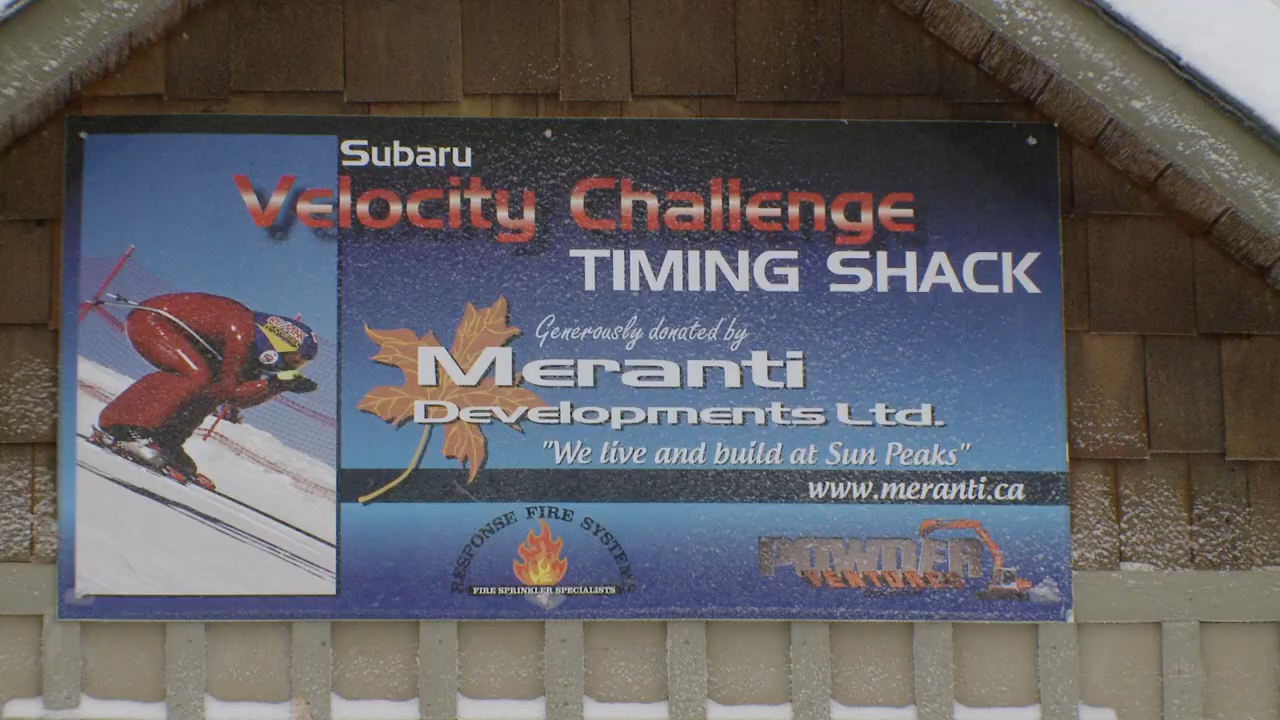 Subaru
Velocity Challenge
TIMING SHACK
Generously donated by
Meranti
Developments Ltd.
"We live and build at Sun Peaks"
www.meranti.ca
RESPONSE FIRE SYSTEMS
FIRE SPRINKLER SPECIALISTS
POWDER
VENTURES